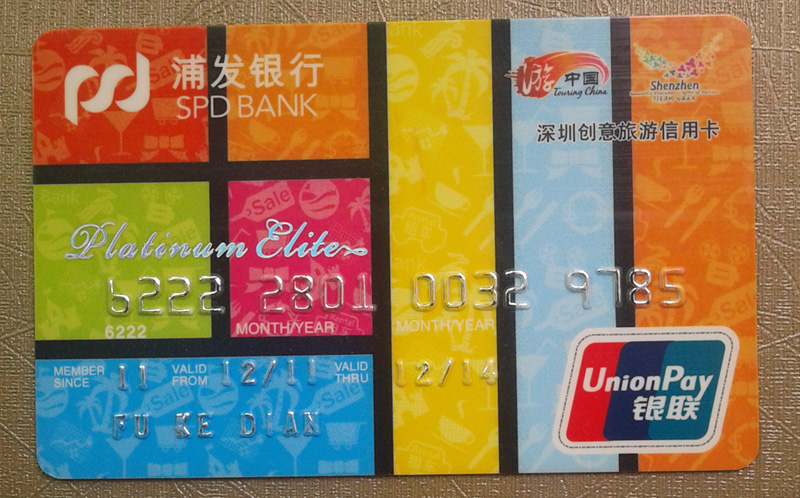 浦发银行
SPD BANK
游中国
Touring China
Shenzhen
深圳创意旅游信用卡
Platinum Elite
6222 2801 0032 9785
6222
MONTH/YEAR
MONTH/YEAR
MEMBER SINCE 11 VALID FROM 12/11 VALID THRU 12/14
FU KE DIAN
UnionPay
银联